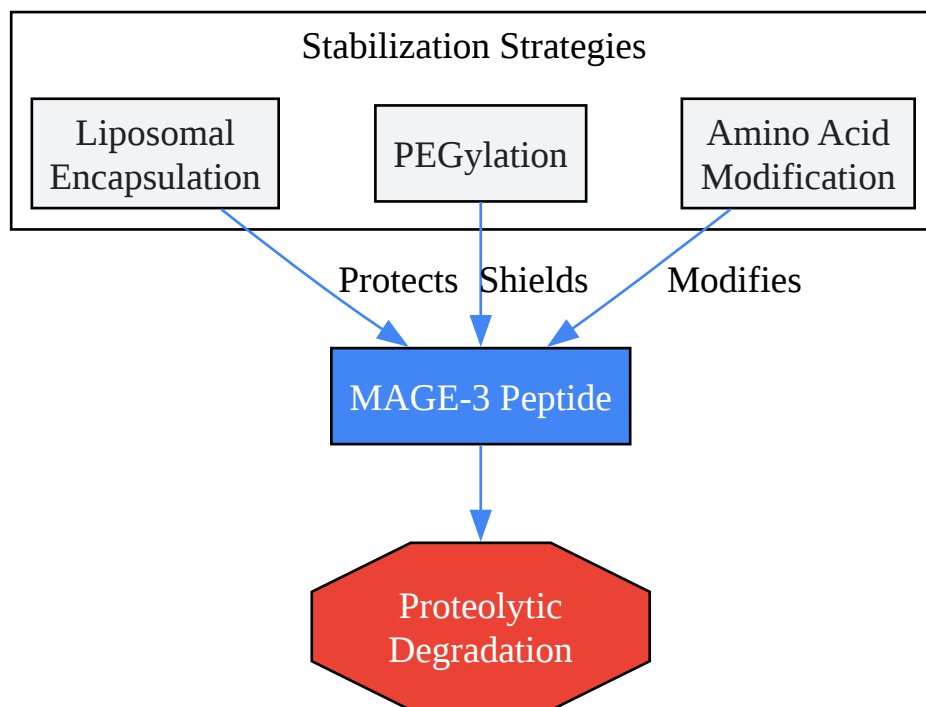 Stabilization Strategies
Liposomal
Encapsulation
PEGylation
Amino Acid
Modification
Protects
Shields
Modifies
MAGE-3 Peptide
Proteolytic
Degradation